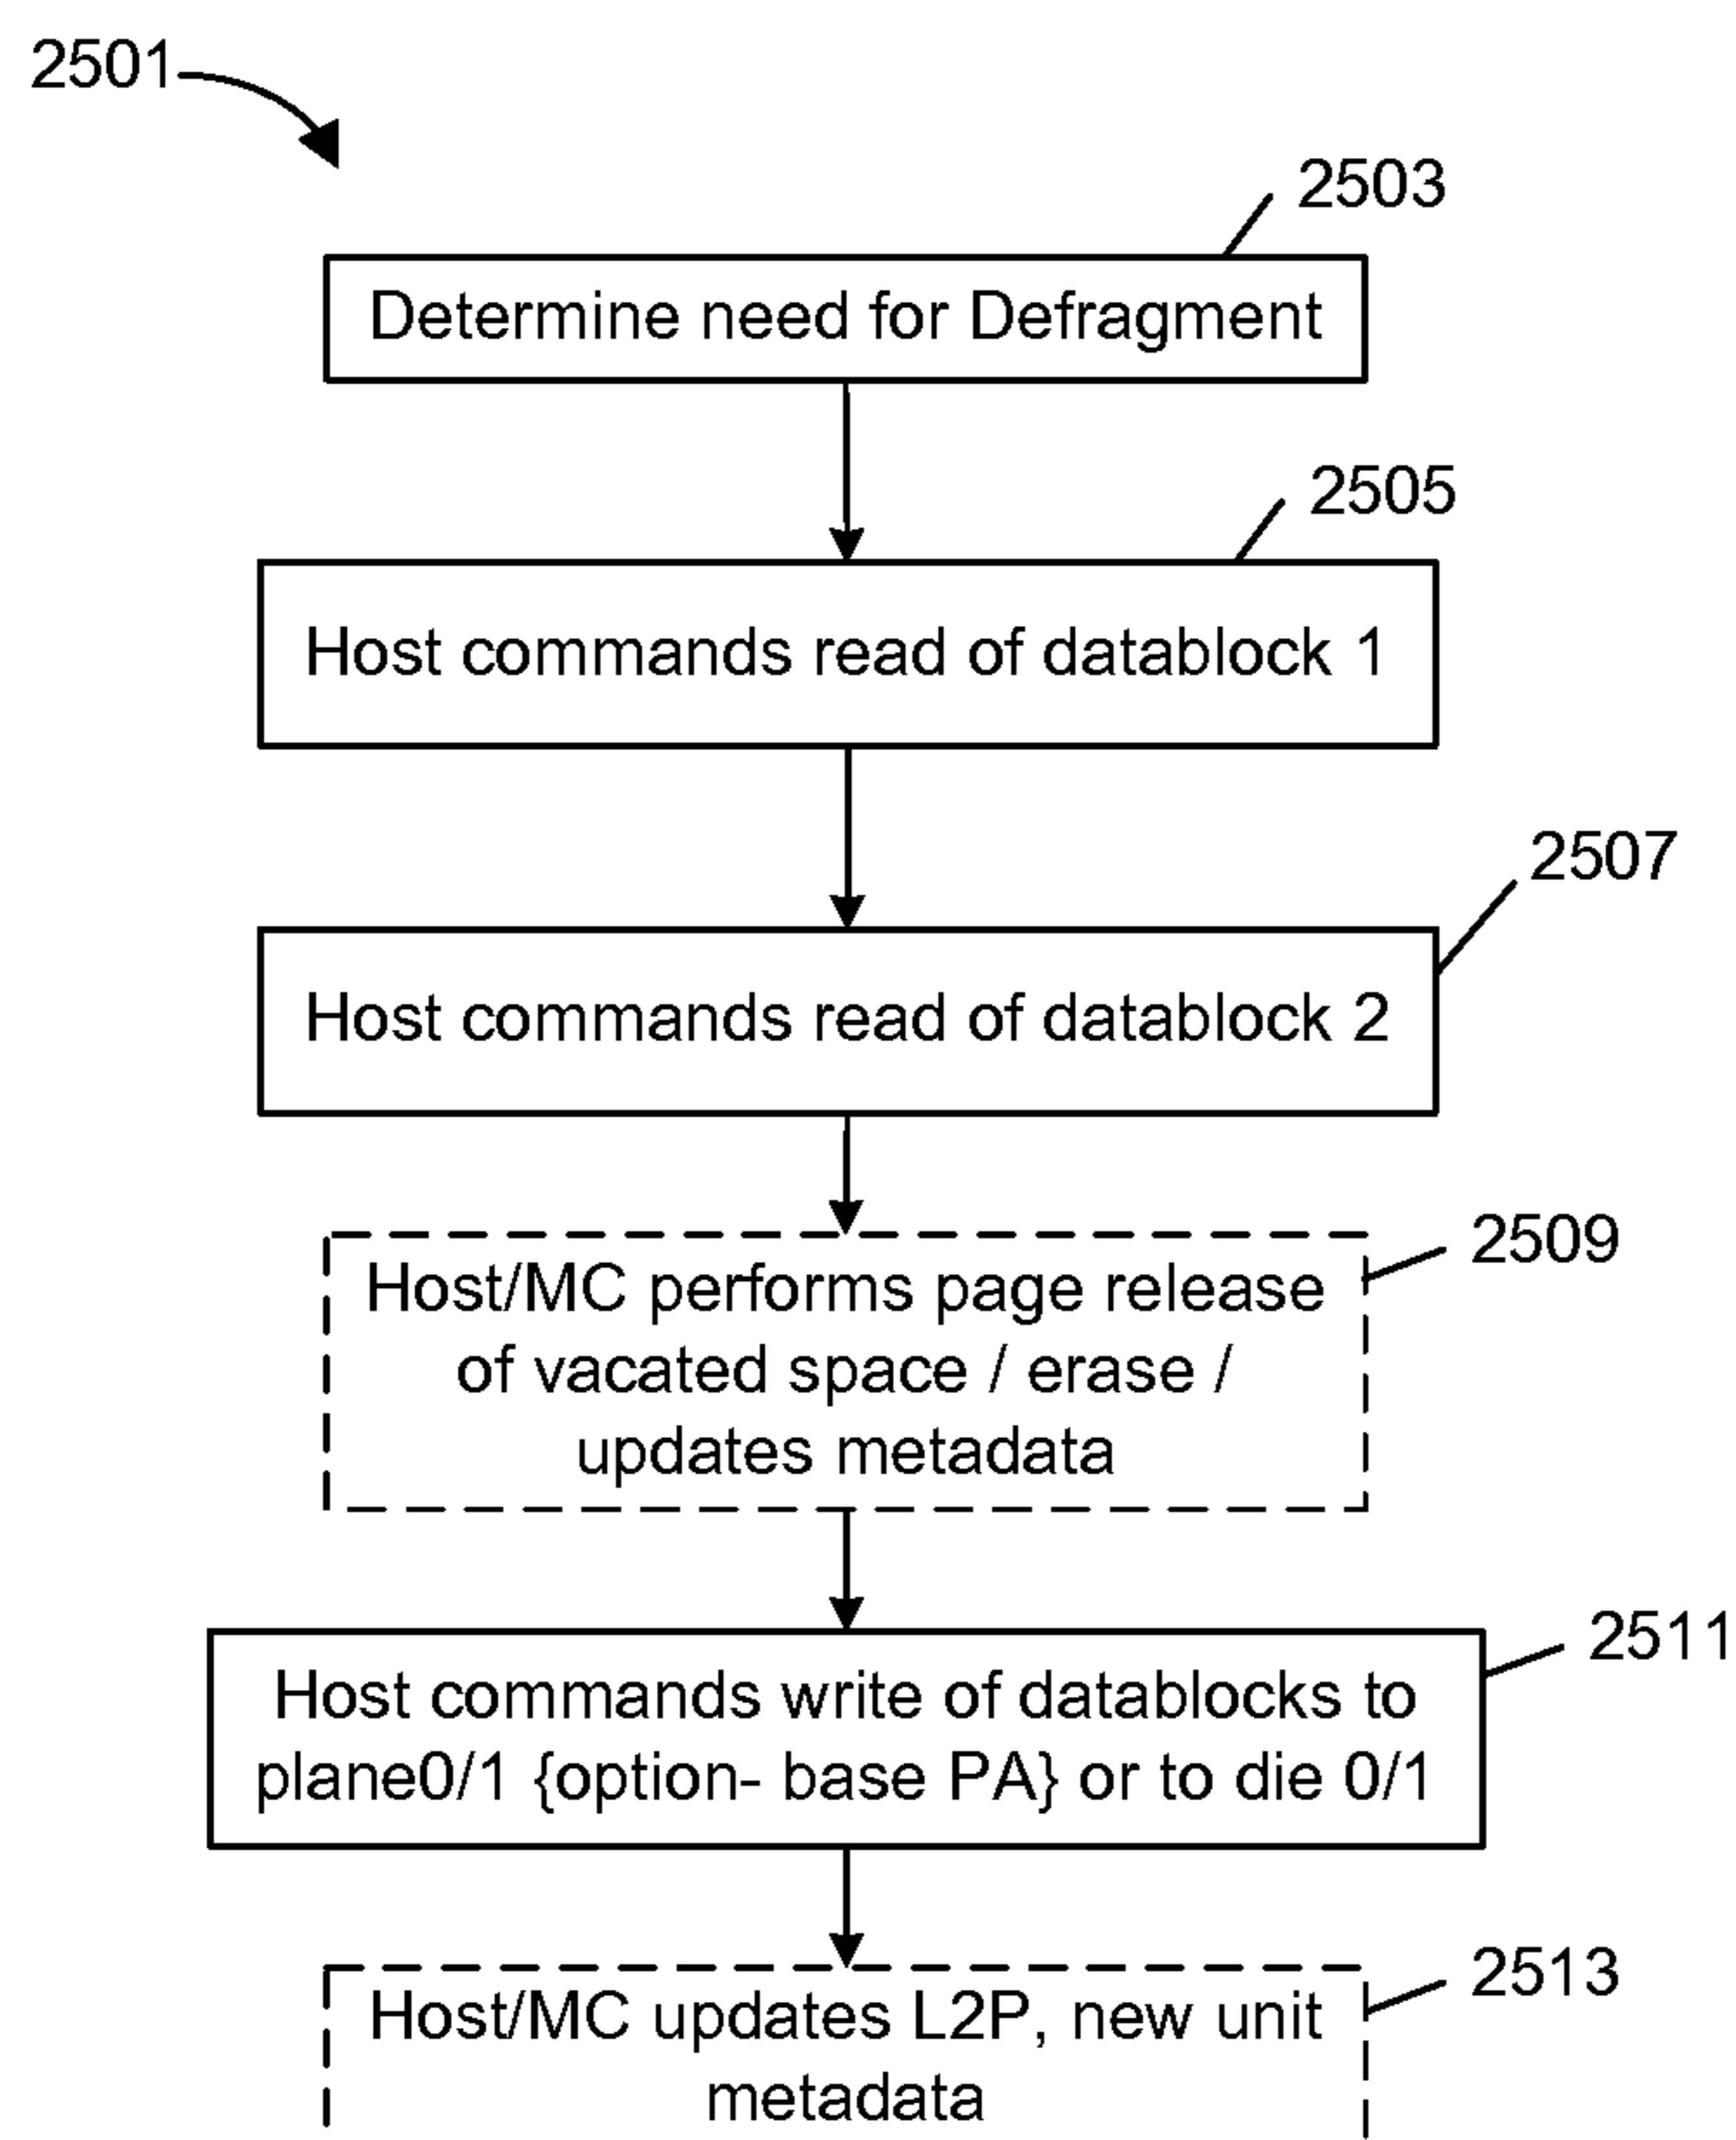 2501
2503
Determine need for Defragment
2505
Host commands read of datablock 1
2507
Host commands read of datablock 2
2509
Host/MC performs page release
of vacated space / erase /
updates metadata
2511
Host commands write of datablocks to
plane0/1 {option- base PA} or to die 0/1
2513
Host/MC updates L2P, new unit
metadata